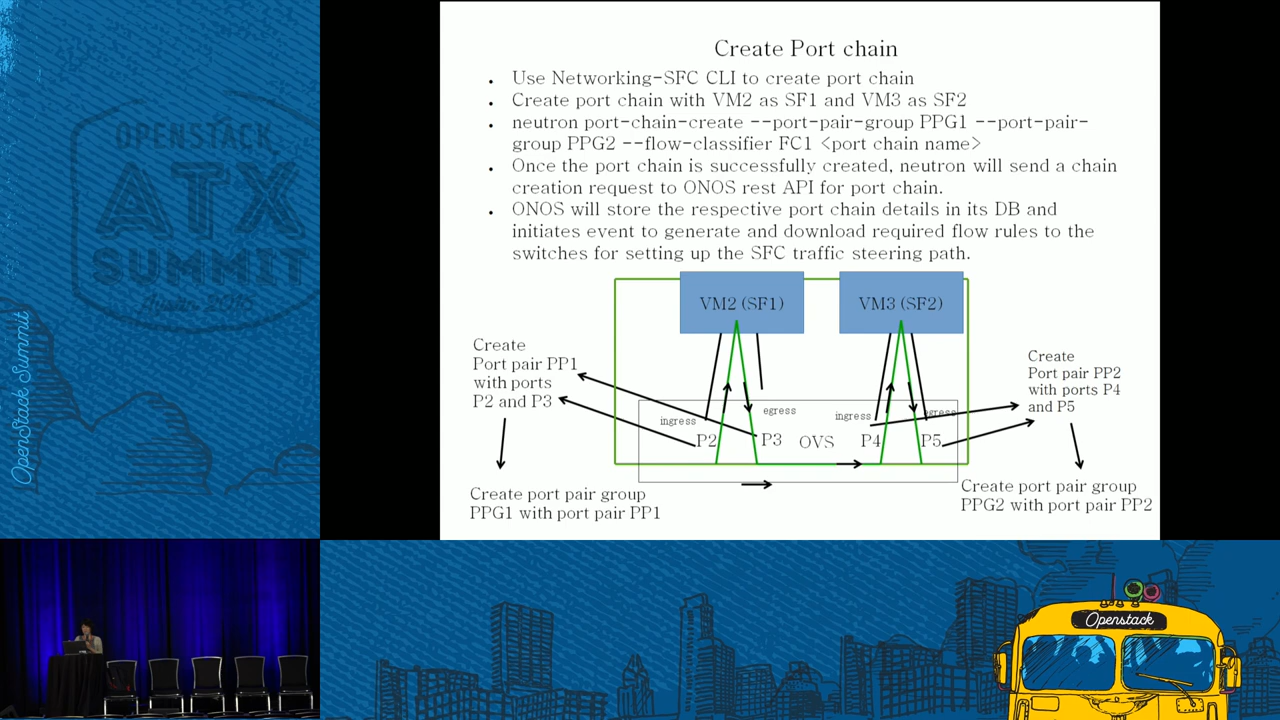 Create Port chain
Use Networking-SFC CLI to create port chain
Create port chain with VM2 as SF1 and VM3 as SF2
neutron port-chain-create --port-pair-group PPG1 --port-pair-
group PPG2 --flow-classifier FC1 <port chain name>
Once the port chain is successfully created, neutron will send a chain
creation request to ONOS rest API for port chain.
ONOS will store the respective port chain details in its DB and
initiates event to generate and download required flow rules to the
switches for setting up the SFC traffic steering path.
VM2 (SF1)
VM3 (SF2)
Create
Port pair PP1
with ports
P2 and P3
Create
Port pair PP2
with ports P4
and P5
ingress
egress
ingress
egress
P2
P3
OVS
P4
P5
Create port pair group
PPG1 with port pair PP1
Create port pair group
PPG2 with port pair PP2
OPENSTACK
ATX
SUMMIT
OpenStack Summit
Openstack